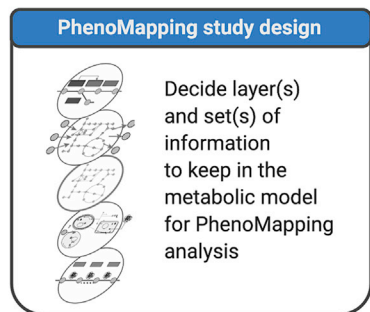 PhenoMapping study design
Decide layer(s)
and set(s) of
information
to keep in the
metabolic model
for PhenoMapping
analysis